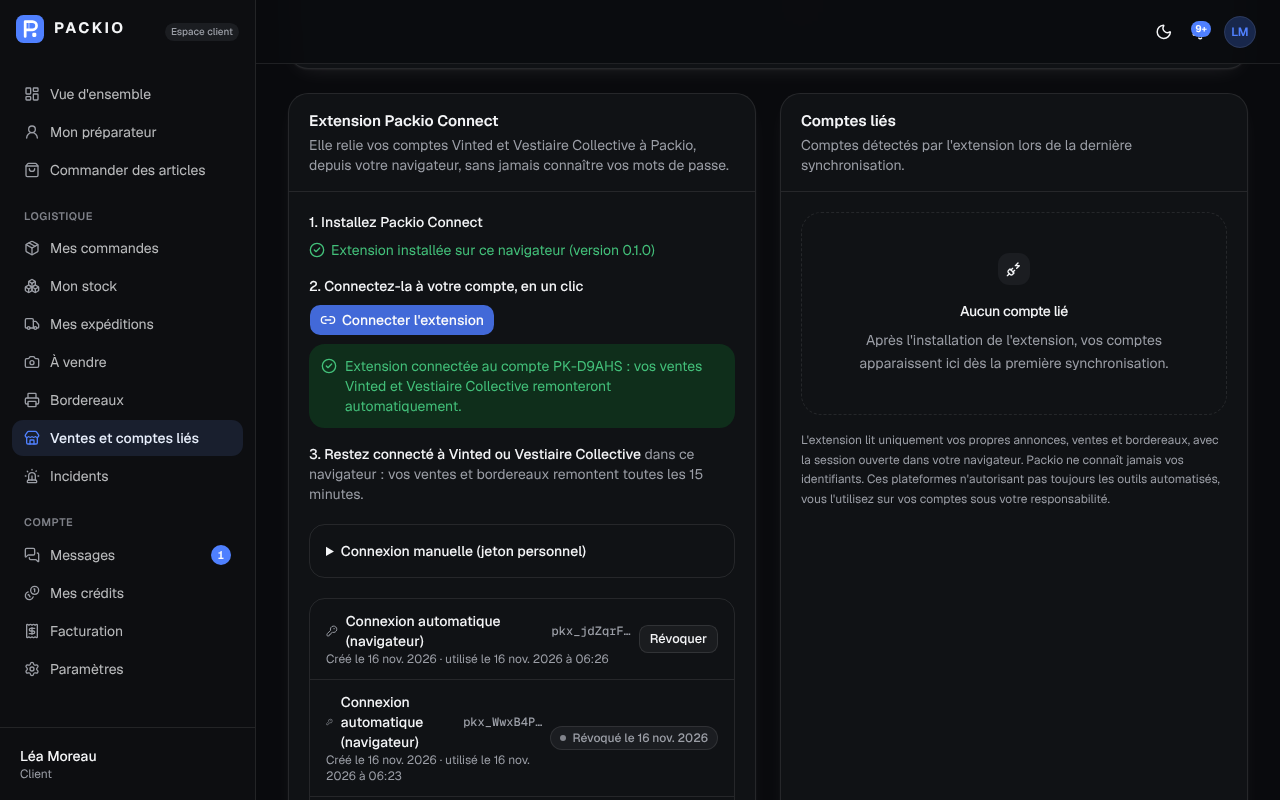 PACKIO
Espace client
9+
LM
Vue d'ensemble
Mon préparateur
Commander des articles
LOGISTIQUE
Mes commandes
Mon stock
Mes expéditions
À vendre
Bordereaux
Ventes et comptes liés
Incidents
COMPTE
Messages
1
Mes crédits
Facturation
Paramètres
Léa Moreau
Client
Extension Packio Connect
Elle relie vos comptes Vinted et Vestiaire Collective à Packio,
depuis votre navigateur, sans jamais connaître vos mots de passe.
1. Installez Packio Connect
Extension installée sur ce navigateur (version 0.1.0)
2. Connectez-la à votre compte, en un clic
Connecter l'extension
Extension connectée au compte PK-D9AHS : vos ventes
Vinted et Vestiaire Collective remonteront
automatiquement.
3. Restez connecté à Vinted ou Vestiaire Collective dans ce
navigateur : vos ventes et bordereaux remontent toutes les 15
minutes.
Connexion manuelle (jeton personnel)
Connexion automatique
(navigateur)
pkx_jdZqrF…
Révoquer
Créé le 16 nov. 2026 · utilisé le 16 nov. 2026 à 06:26
Connexion
automatique
(navigateur)
pkx_WwxB4P…
Révoqué le 16 nov. 2026
Créé le 16 nov. 2026 · utilisé le 16 nov.
2026 à 06:23
Comptes liés
Comptes détectés par l'extension lors de la dernière
synchronisation.
Aucun compte lié
Après l'installation de l'extension, vos comptes
apparaissent ici dès la première synchronisation.
L'extension lit uniquement vos propres annonces, ventes et bordereaux, avec
la session ouverte dans votre navigateur. Packio ne connaît jamais vos
identifiants. Ces plateformes n'autorisant pas toujours les outils automatisés,
vous l'utilisez sur vos comptes sous votre responsabilité.